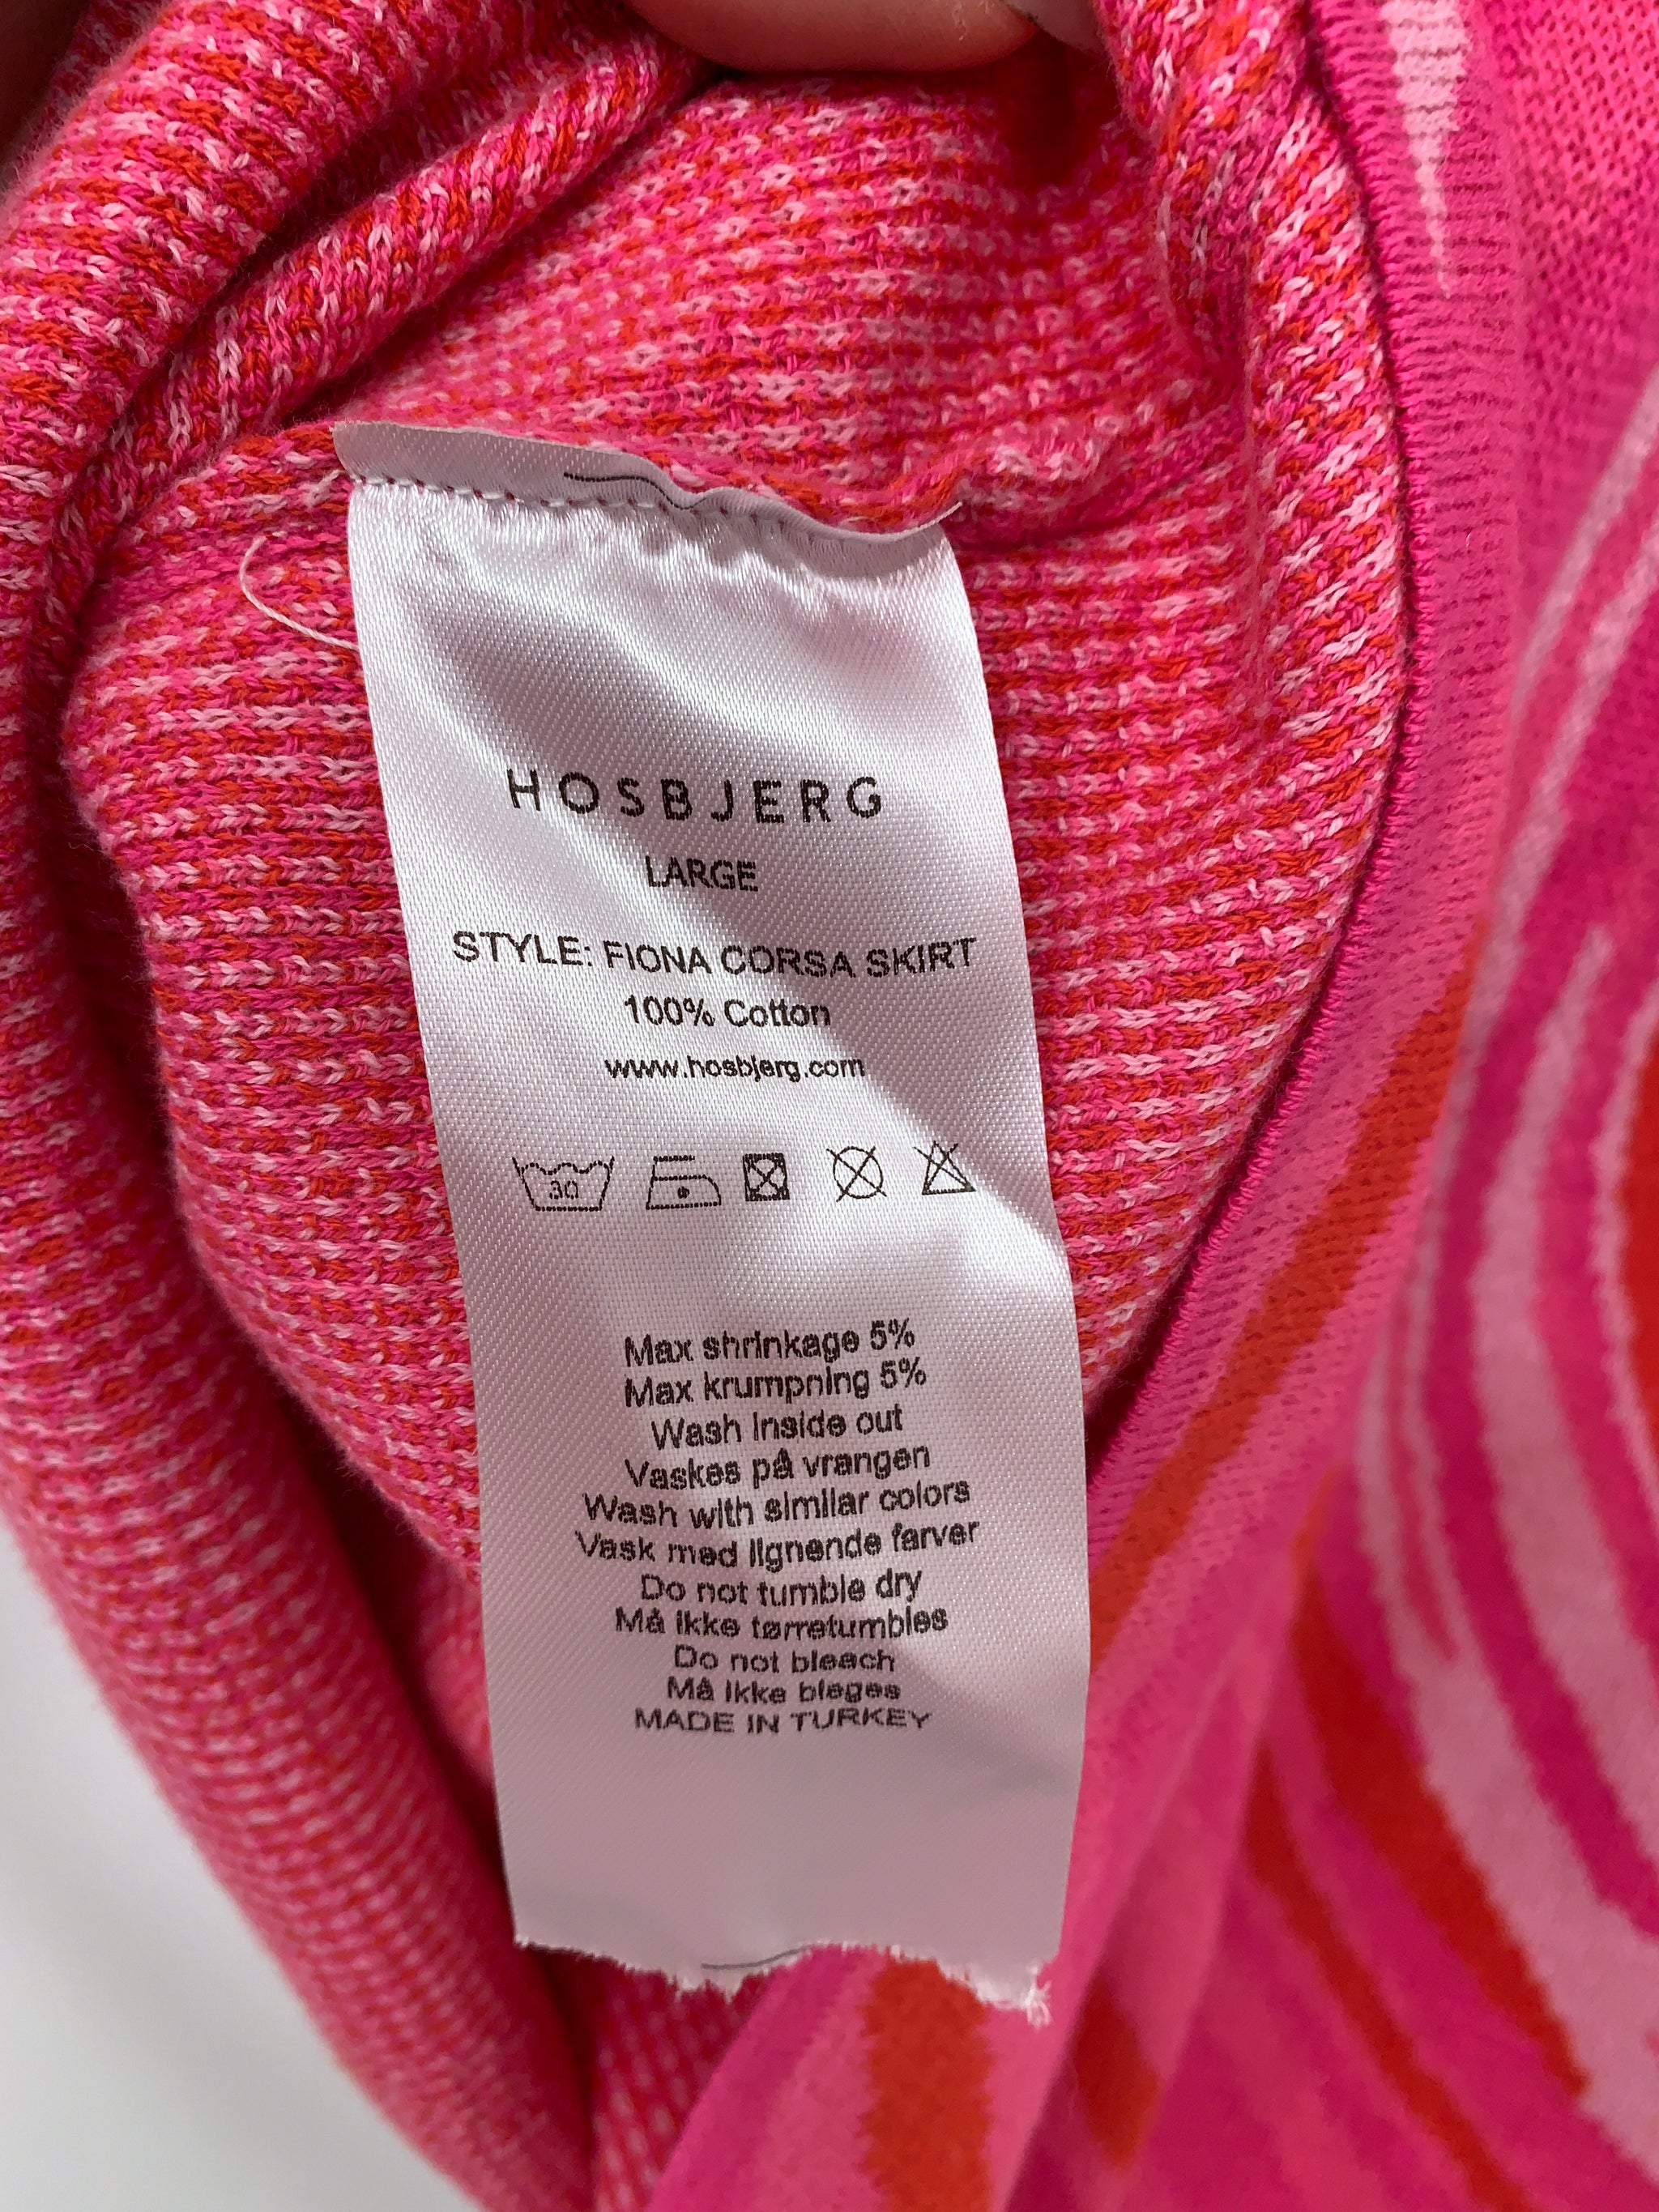 HOSBJERG
LARGE
STYLE: FIONA CORSA SKIRT
100% Cotton
www.hosbjerg.com
30
Max shrinkage 5%
Max krumpning 5%
Wash inside out
Vaskes på vrangen
Wash with similar colors
Vask med lignende farver
Do not tumble dry
Må ikke tørretumbles
Do not bleach
Må ikke bleges
MADE IN TURKEY